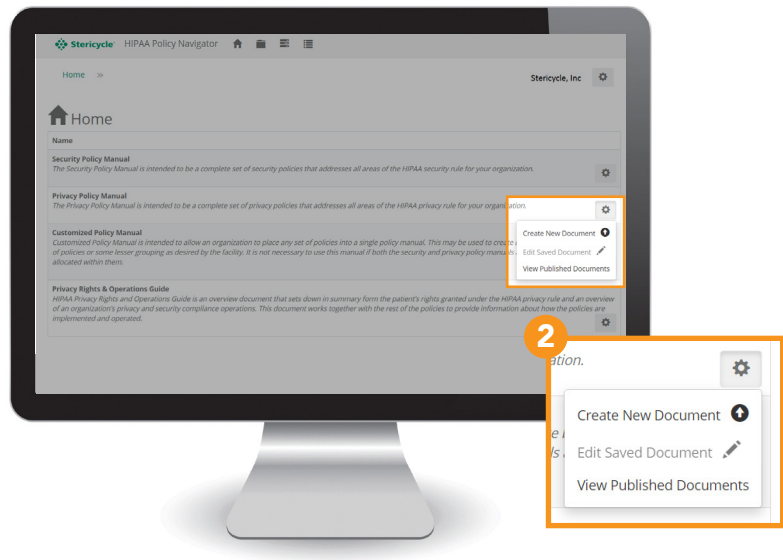 Stericycle® HIPAA Policy Navigator
Home »
Stericycle, Inc
Home
Name
Security Policy Manual
The Security Policy Manual is intended to be a complete set of security policies that addresses all areas of the HIPAA security rule for your organization.
Privacy Policy Manual
The Privacy Policy Manual is intended to be a complete set of privacy policies that addresses all areas of the HIPAA privacy rule for your organization.
Create New Document
Edit Saved Document
View Published Documents
Customized Policy Manual
Customized Policy Manual is intended to allow an organization to place any set of policies into a single policy manual. This may be used to create
of policies or some lesser grouping as desired by the facility. It is not necessary to use this manual if both the security and privacy policy manuals
allocated within them.
Privacy Rights & Operations Guide
HIPAA Privacy Rights and Operations Guide is an overview document that sets down in summary form the patient's rights granted under the HIPAA privacy rule and an overview
of an organization's privacy and security compliance operations. This document works together with the rest of the policies to provide information about how the policies are
implemented and operated.
2
ation.
Create New Document
Edit Saved Document
View Published Documents